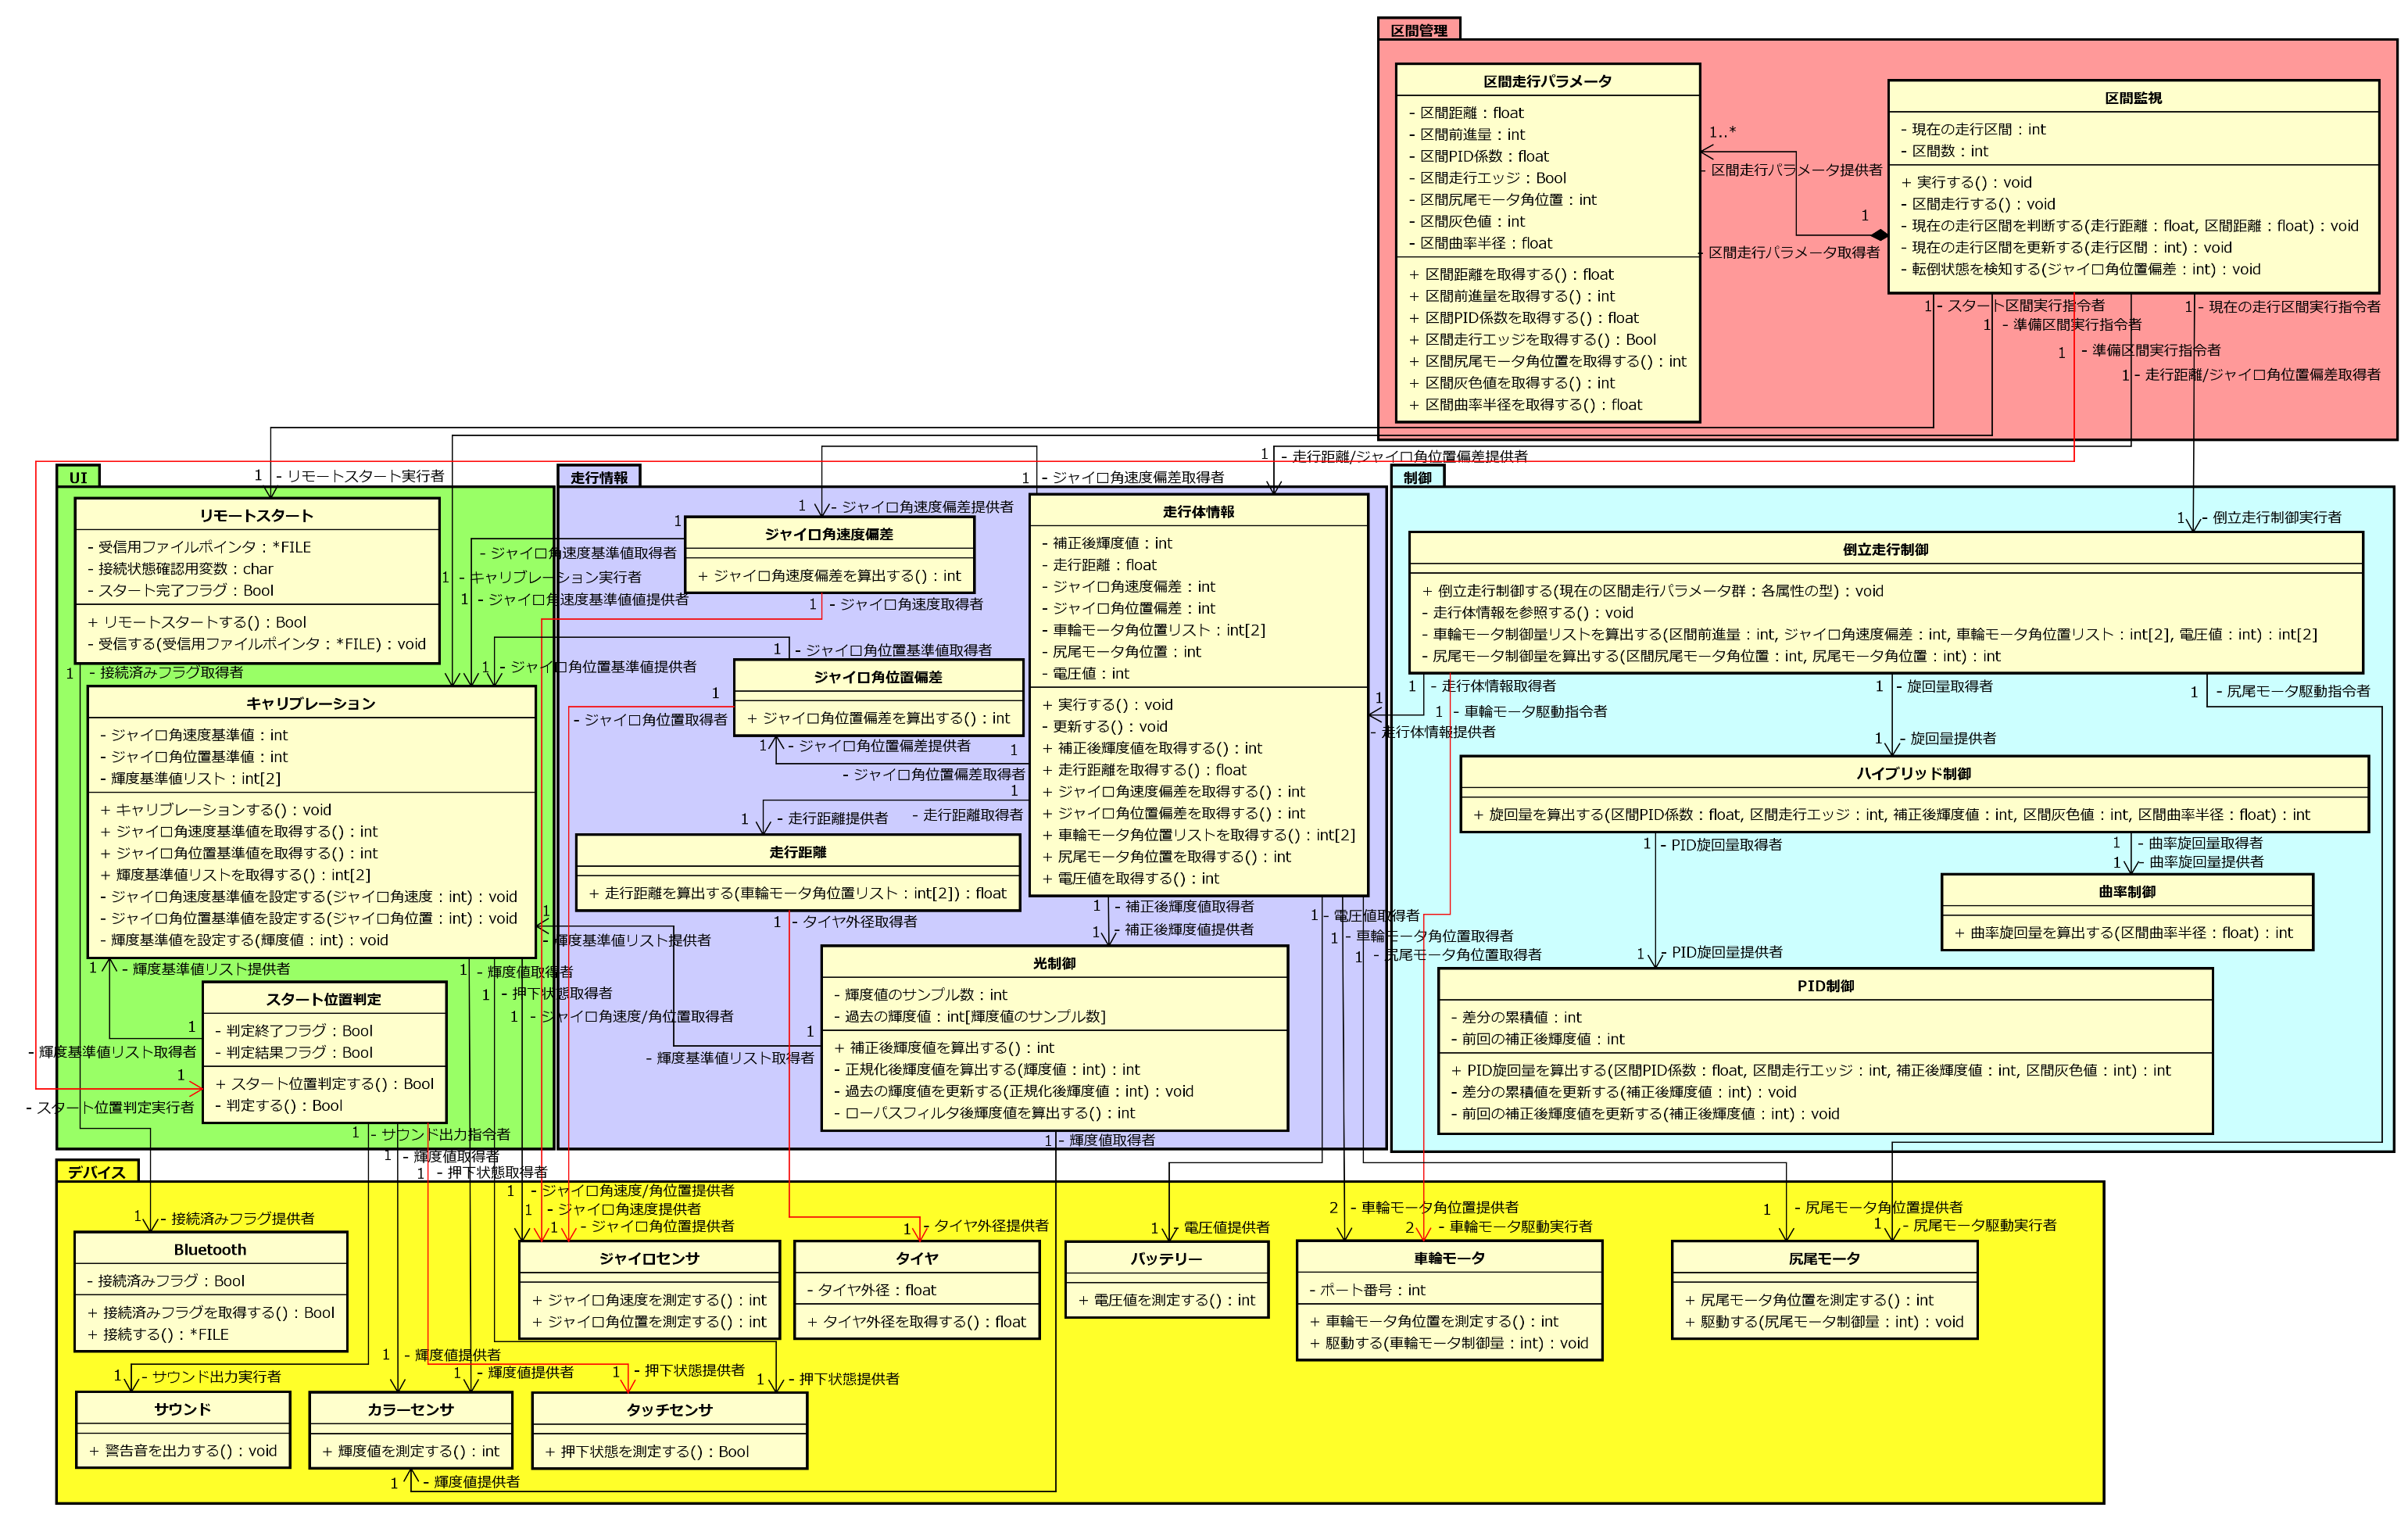 区間管理
区間走行パラメータ
- 区間距離 : float
- 区間前進量 : int
- 区間PID係数 : float
- 区間走行エッジ : Bool
- 区間尻尾モータ角位置 : int
- 区間灰色値 : int
- 区間曲率半径 : float
+ 区間距離を取得する() : float
+ 区間前進量を取得する() : int
+ 区間PID係数を取得する() : float
+ 区間走行エッジを取得する() : Bool
+ 区間尻尾モータ角位置を取得する() : int
+ 区間灰色値を取得する() : int
+ 区間曲率半径を取得する() : float
1..*
- 区間走行パラメータ提供者
1
- 区間走行パラメータ取得者
区間監視
- 現在の走行区間 : int
- 区間数 : int
+ 実行する() : void
- 区間走行する() : void
- 現在の走行区間を判断する(走行距離 : float, 区間距離 : float) : void
- 現在の走行区間を更新する(走行区間 : int) : void
- 転倒状態を検知する(ジャイロ角位置偏差 : int) : void
1 - スタート区間実行指令者
1 - 現在の走行区間実行指令者
1 - 準備区間実行指令者
1 - 準備区間実行指令者
1 - 走行距離/ジャイロ角位置偏差取得者
UI
1 - リモートスタート実行者
リモートスタート
- 受信用ファイルポインタ : *FILE
- 接続状態確認用変数 : char
- スタート完了フラグ : Bool
+ リモートスタートする() : Bool
- 受信する(受信用ファイルポインタ : *FILE) : void
1 - 接続済みフラグ取得者
1 - キャリブレーション実行者
1 - ジャイロ角速度基準値値提供者
1 - ジャイロ角位置基準値提供者
キャリブレーション
- ジャイロ角速度基準値 : int
- ジャイロ角位置基準値 : int
- 輝度基準値リスト : int[2]
+ キャリブレーションする() : void
+ ジャイロ角速度基準値を取得する() : int
+ ジャイロ角位置基準値を取得する() : int
+ 輝度基準値リストを取得する() : int[2]
- ジャイロ角速度基準値を設定する(ジャイロ角速度 : int) : void
- ジャイロ角位置基準値を設定する(ジャイロ角位置 : int) : void
- 輝度基準値を設定する(輝度値 : int) : void
1
- 輝度基準値リスト提供者
1 - 輝度基準値リスト提供者
1 - 輝度値取得者
1 - 押下状態取得者
1 - ジャイロ角速度/角位置取得者
スタート位置判定
- 判定終了フラグ : Bool
- 判定結果フラグ : Bool
+ スタート位置判定する() : Bool
- 判定する() : Bool
1
- 輝度基準値リスト取得者
1
- スタート位置判定実行者
1 - サウンド出力指令者
1 - 輝度値取得者
1 - 押下状態取得者
走行情報
1 - 走行距離/ジャイロ角位置偏差提供者
1 - ジャイロ角速度偏差取得者
1 - ジャイロ角速度偏差提供者
1
- ジャイロ角速度基準値取得者
ジャイロ角速度偏差
+ ジャイロ角速度偏差を算出する() : int
1 - ジャイロ角速度取得者
1 - ジャイロ角位置基準値取得者
ジャイロ角位置偏差
+ ジャイロ角位置偏差を算出する() : int
1
- ジャイロ角位置取得者
1 - ジャイロ角位置偏差提供者
1
- ジャイロ角位置偏差取得者
1
- 走行距離取得者
1 - 走行距離提供者
走行距離
+ 走行距離を算出する(車輪モータ角位置リスト : int[2]) : float
1 - タイヤ外径取得者
走行体情報
- 補正後輝度値 : int
- 走行距離 : float
- ジャイロ角速度偏差 : int
- ジャイロ角位置偏差 : int
- 車輪モータ角位置リスト : int[2]
- 尻尾モータ角位置 : int
- 電圧値 : int
+ 実行する() : void
- 更新する() : void
+ 補正後輝度値を取得する() : int
+ 走行距離を取得する() : float
+ ジャイロ角速度偏差を取得する() : int
+ ジャイロ角位置偏差を取得する() : int
+ 車輪モータ角位置リストを取得する() : int[2]
+ 尻尾モータ角位置を取得する() : int
+ 電圧値を取得する() : int
1 - 補正後輝度値取得者
1 - 補正後輝度値提供者
1 - 電圧値取得者
1 - 車輪モータ角位置取得者
1 - 尻尾モータ角位置取得者
光制御
- 輝度値のサンプル数 : int
- 過去の輝度値 : int[輝度値のサンプル数]
+ 補正後輝度値を算出する() : int
- 正規化後輝度値を算出する(輝度値 : int) : int
- 過去の輝度値を更新する(正規化後輝度値 : int) : void
- ローパスフィルタ後輝度値を算出する() : int
1
- 輝度基準値リスト取得者
1 - 輝度値取得者
制御
1 - 倒立走行制御実行者
倒立走行制御
+ 倒立走行制御する(現在の区間走行パラメータ群 : 各属性の型) : void
- 走行体情報を参照する() : void
- 車輪モータ制御量リストを算出する(区間前進量 : int, ジャイロ角速度偏差 : int, 車輪モータ角位置リスト : int[2], 電圧値 : int) : int[2]
- 尻尾モータ制御量を算出する(区間尻尾モータ角位置 : int, 尻尾モータ角位置 : int) : int
1 - 走行体情報取得者
1 - 旋回量取得者
1 - 尻尾モータ駆動指令者
1
1 - 車輪モータ駆動指令者
- 走行体情報提供者
1 - 旋回量提供者
ハイブリッド制御
+ 旋回量を算出する(区間PID係数 : float, 区間走行エッジ : int, 補正後輝度値 : int, 区間灰色値 : int, 区間曲率半径 : float) : int
1 - PID旋回量取得者
1 - 曲率旋回量取得者
1 - 曲率旋回量提供者
曲率制御
+ 曲率旋回量を算出する(区間曲率半径 : float) : int
1 - PID旋回量提供者
PID制御
- 差分の累積値 : int
- 前回の補正後輝度値 : int
+ PID旋回量を算出する(区間PID係数 : float, 区間走行エッジ : int, 補正後輝度値 : int, 区間灰色値 : int) : int
- 差分の累積値を更新する(補正後輝度値 : int) : void
- 前回の補正後輝度値を更新する(補正後輝度値 : int) : void
デバイス
1 - 接続済みフラグ提供者
Bluetooth
- 接続済みフラグ : Bool
+ 接続済みフラグを取得する() : Bool
+ 接続する() : *FILE
1 - ジャイロ角速度/角位置提供者
1 - ジャイロ角速度提供者
1 - ジャイロ角位置提供者
ジャイロセンサ
+ ジャイロ角速度を測定する() : int
+ ジャイロ角位置を測定する() : int
1 - タイヤ外径提供者
タイヤ
- タイヤ外径 : float
+ タイヤ外径を取得する() : float
1 - 電圧値提供者
バッテリー
+ 電圧値を測定する() : int
2 - 車輪モータ角位置提供者
2 - 車輪モータ駆動実行者
車輪モータ
- ポート番号 : int
+ 車輪モータ角位置を測定する() : int
+ 駆動する(車輪モータ制御量 : int) : void
1 - 尻尾モータ角位置提供者
1 - 尻尾モータ駆動実行者
尻尾モータ
+ 尻尾モータ角位置を測定する() : int
+ 駆動する(尻尾モータ制御量 : int) : void
1 - サウンド出力実行者
サウンド
+ 警告音を出力する() : void
1 - 輝度値提供者
1 - 輝度値提供者
カラーセンサ
+ 輝度値を測定する() : int
1 - 輝度値提供者
1 - 押下状態提供者
1 - 押下状態提供者
タッチセンサ
+ 押下状態を測定する() : Bool